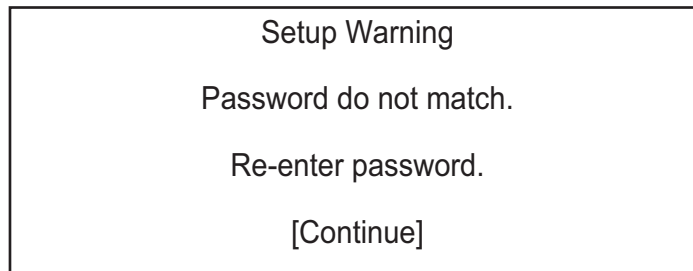 Setup Warning
Password do not match.
Re-enter password.
[Continue]